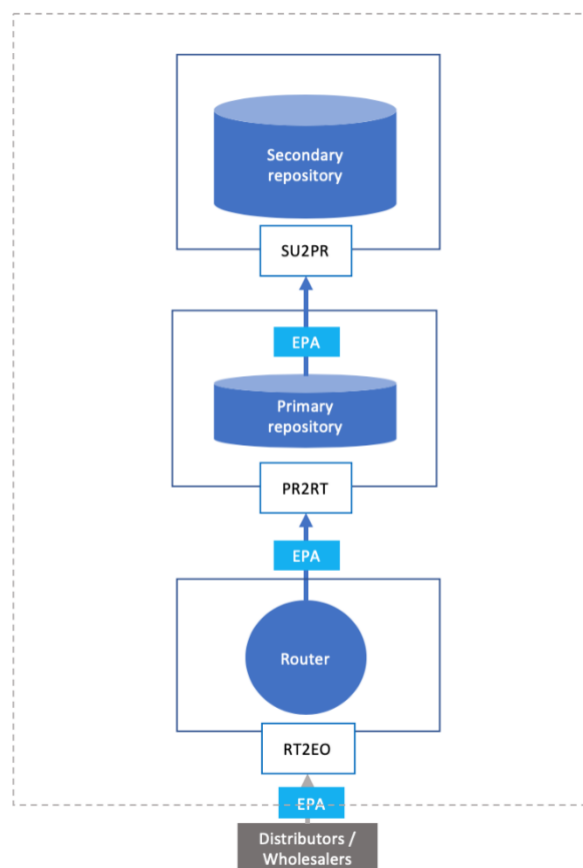 Secondary
repository
SU2PR
EPA
Primary
repository
PR2RT
EPA
Router
RT2EO
EPA
Distributors /
Wholesalers